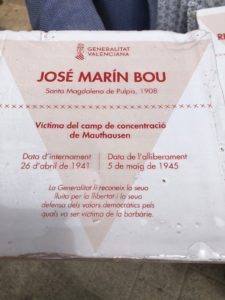 GENERALITAT
VALENCIANA
JOSÉ MARÍN BOU
Santa Magdalena de Pulpis, 1908
Víctima del camp de concentració
de Mauthausen
Data d'internament
26 d'abril de 1941
Data de l'alliberament
5 de maig de 1945
La Generalitat li reconeix la seua
lluita per la llibertat i la seua
defensa dels valors democràtics pels
quals va ser víctima de la barbàrie.